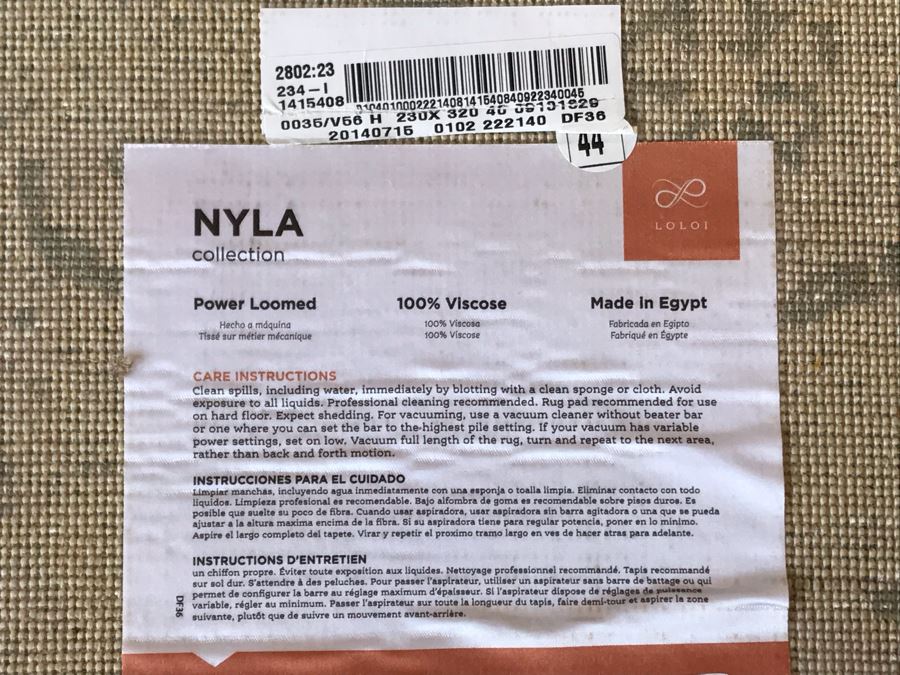 2802:23
234-I
1415408
0035/V56 H 230X 320
20140715 0102 222140 DF36
44
LOLOI
NYLA
collection
Power Loomed 100% Viscose Made in Egypt
Hecho a máquina 100% Viscosa Fabricada en Egipto
Tissé sur métier mécanique 100% Viscose Fabriqué en Égypte
CARE INSTRUCTIONS
Clean spills, including water, immediately by blotting with a clean sponge or cloth. Avoid
exposure to all liquids. Professional cleaning recommended. Rug pad recommended for use
on hard floor. Expect shedding. For vacuuming, use a vacuum cleaner without beater bar
or one where you can set the bar to the highest pile setting. If your vacuum has variable
power settings, set on low. Vacuum full length of the rug, turn and repeat to the next area,
rather than back and forth motion.
INSTRUCCIONES PARA EL CUIDADO
Limpiar manchas, incluyendo agua inmediatamente con una esponja o toalla limpia. Eliminar contacto con todo
liquidos. Limpieza profesional es recomendable. Bajo alfombra de goma es recomendable sobre pisos duros. Es
posible que suelte su poco de fibra. Cuando usar aspiradora, usar aspiradora sin barra agitadora o una que se pueda
ajustar a la altura maxima encima de la fibra. Si su aspiradora tiene para regular potencia, poner en lo minimo.
Aspire el largo completo del tapete. Virar y repetir el proximo tramo largo en ves de hacer atras para adelante.
INSTRUCTIONS D'ENTRETIEN
un chiffon propre. Éviter toute exposition aux liquides. Nettoyage professionnel recommandé. Tapis recommandé
sur sol dur. S'attendre à des peluches. Pour passer l'aspirateur, utiliser un aspirateur sans barre de battage ou qui
permet de configurer la barre au réglage maximum d'épaisseur. Si l'aspirateur dispose de réglages de puissance
variable, régler au minimum. Passer l'aspirateur sur toute la longueur du tapis, faire demi-tour et aspirer la zone
suivante, plutôt que de suivre un mouvement avant-arrière.
DF36